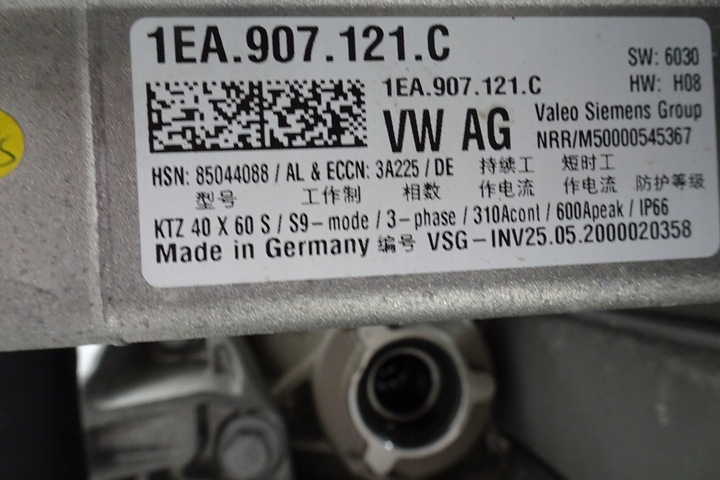 1EA.907.121.C
SW: 6030
1EA.907.121.C
HW: H08
VW AG
Valeo Siemens Group
NRR/M50000545367
HSN: 85044088 / AL & ECCN: 3A225 / DE
持续工 短时工
型号 工作制 相数 作电流 作电流 防护等级
KTZ 40 X 60 S / S9-mode / 3-phase / 310Acont / 600Apeak / IP66
Made in Germany 编号 VSG-INV25.05.2000020358